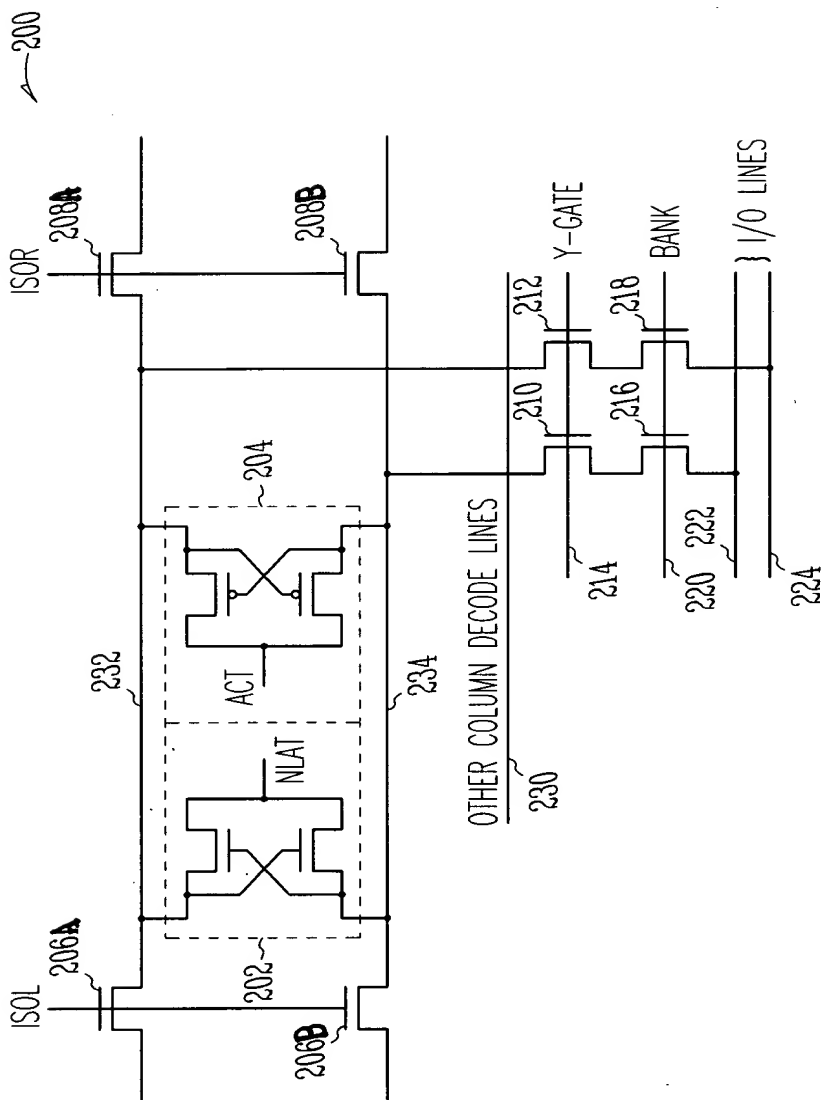 200
ISOL
ISOR
206A
208A
232
202
204
NLAT
ACT
206B
208B
234
OTHER COLUMN DECODE LINES
230
210
212
Y-GATE
214
216
218
BANK
220
222
} I/O LINES
224